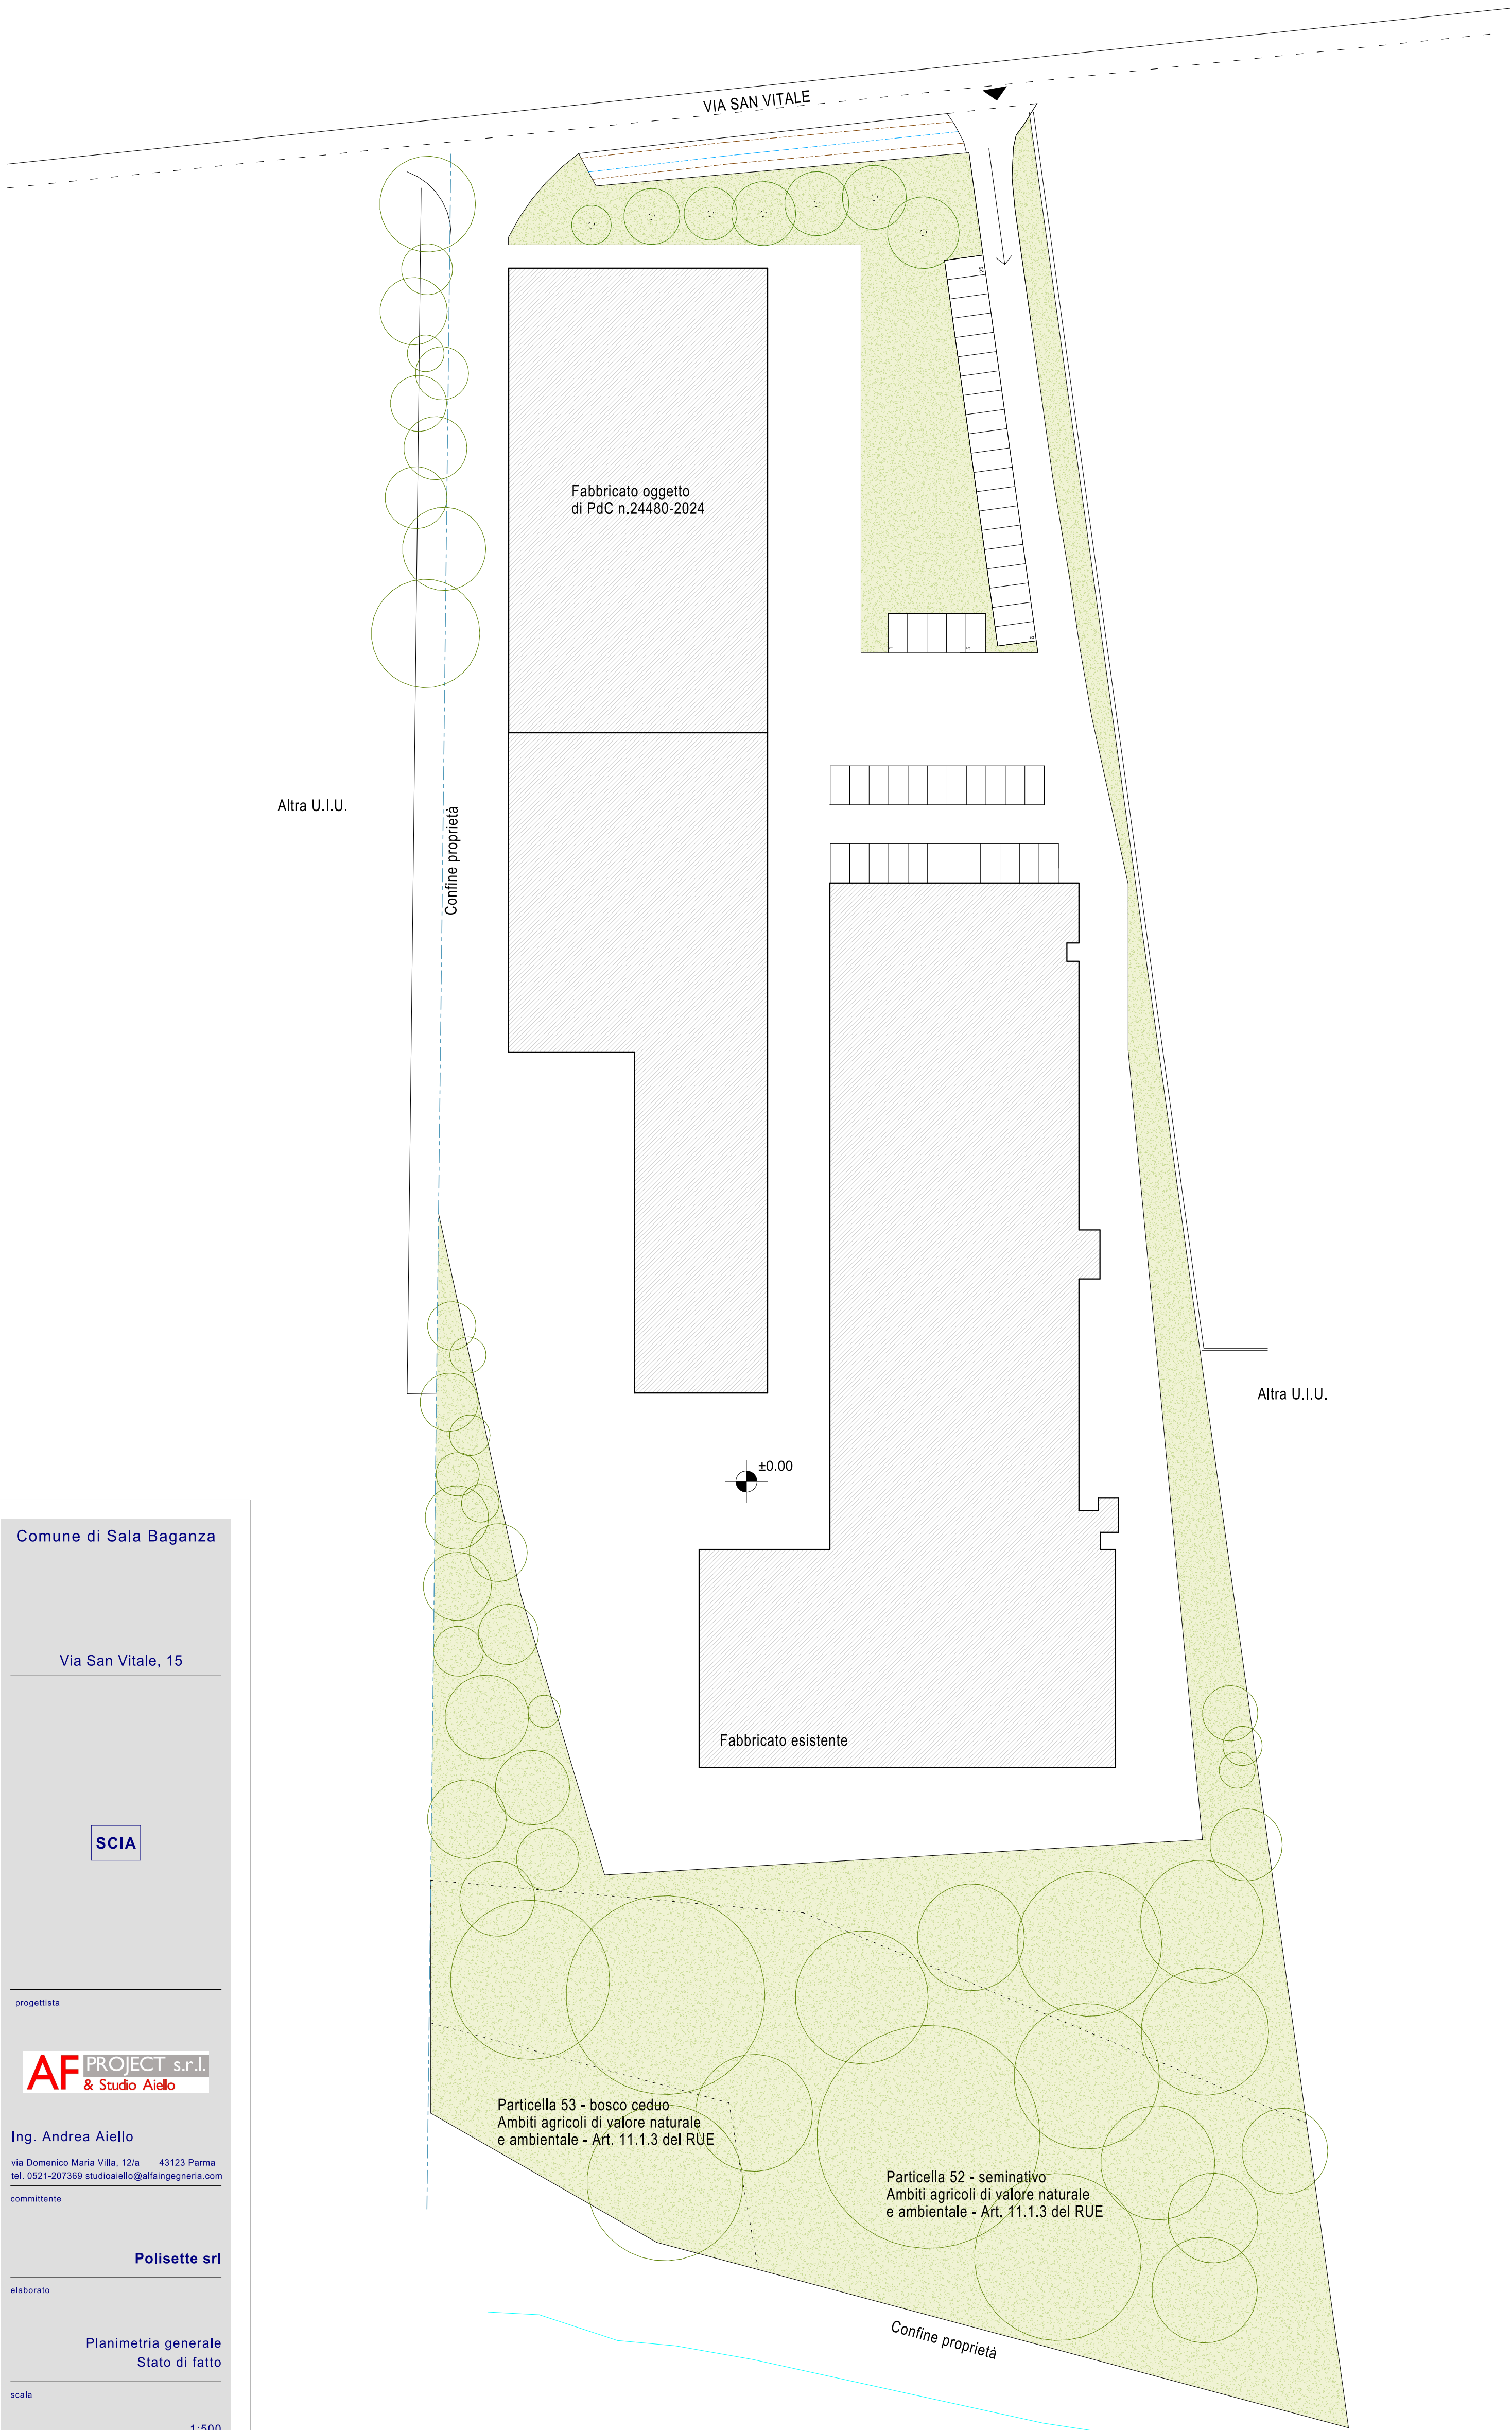 VIA SAN VITALE
25
Fabbricato oggetto
di PdC n.24480-2024
1
5
6
Altra U.I.U.
Confine proprietà
Altra U.I.U.
±0.00
Fabbricato esistente
Particella 53 - bosco ceduo
Ambiti agricoli di valore naturale
e ambientale - Art. 11.1.3 del RUE
Particella 52 - seminativo
Ambiti agricoli di valore naturale
e ambientale - Art. 11.1.3 del RUE
Confine proprietà
Comune di Sala Baganza
Via San Vitale, 15
SCIA
progettista
AF PROJECT s.r.l.
& Studio Aiello
Ing. Andrea Aiello
via Domenico Maria Villa, 12/a 43123 Parma
tel. 0521-207369 studioaiello@alfaingegneria.com
committente
Polisette srl
elaborato
Planimetria generale
Stato di fatto
scala
1:500